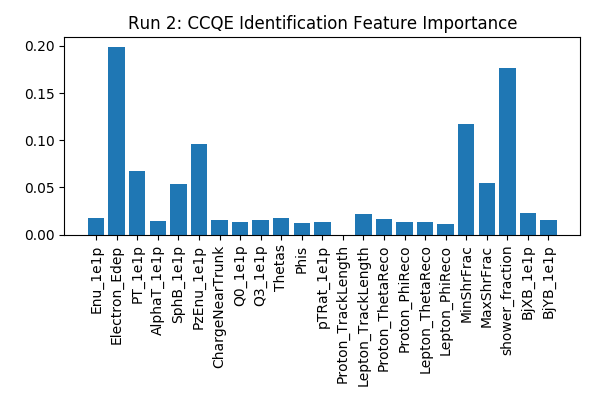 Run 2: CCQE Identification Feature Importance
0.20
0.15
0.10
0.05
0.00
Enu_1e1p
Electron_Edep
PT_1e1p
AlphaT_1e1p
SphB_1e1p
PzEnu_1e1p
ChargeNearTrunk
Q0_1e1p
Q3_1e1p
Thetas
Phis
pTRat_1e1p
Proton_TrackLength
Lepton_TrackLength
Proton_ThetaReco
Proton_PhiReco
Lepton_ThetaReco
Lepton_PhiReco
MinShrFrac
MaxShrFrac
shower_fraction
BjXB_1e1p
BjYB_1e1p